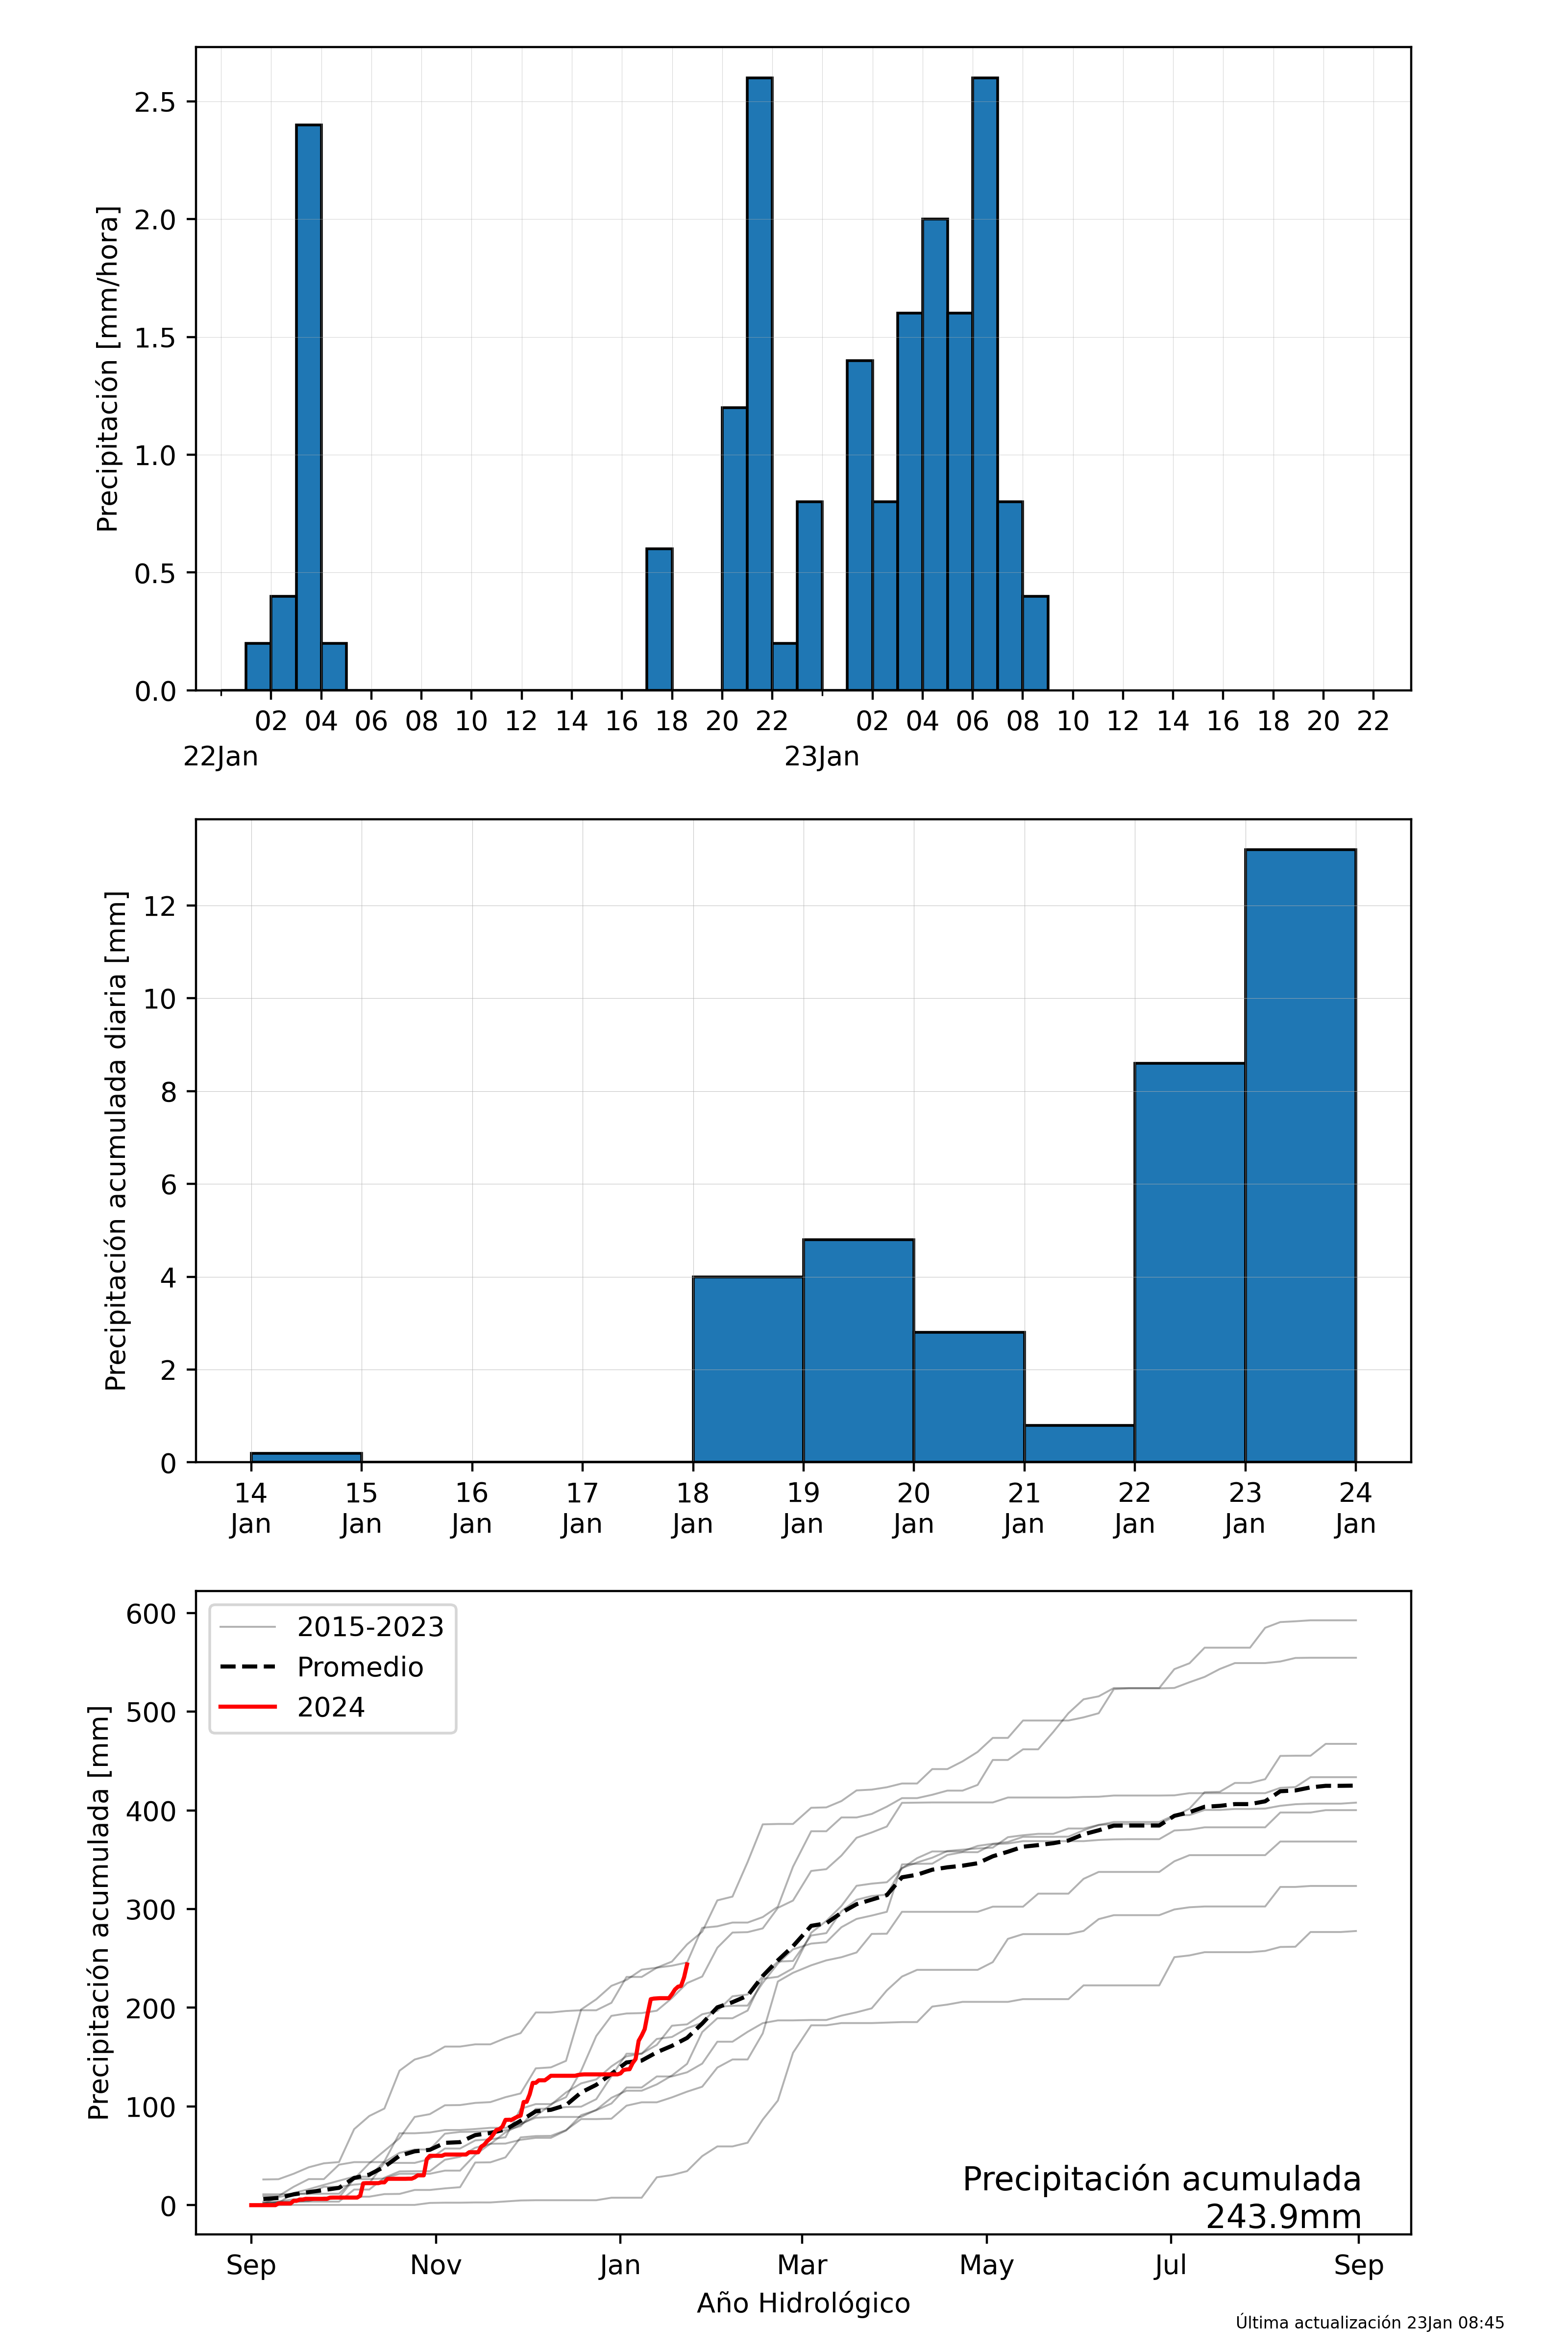 Precipitación [mm/hora]
2.5
2.0
1.5
1.0
0.5
0.0
02 04 06 08 10 12 14 16 18 20 22 02 04 06 08 10 12 14 16 18 20 22
22Jan 23Jan
Precipitación acumulada diaria [mm]
12
10
8
6
4
2
0
14 15 16 17 18 19 20 21 22 23 24
Jan Jan Jan Jan Jan Jan Jan Jan Jan Jan Jan
Precipitación acumulada [mm]
600
500
400
300
200
100
0
2015-2023
Promedio
2024
Precipitación acumulada
243.9mm
Sep Nov Jan Mar May Jul Sep
Año Hidrológico
Última actualización 23Jan 08:45